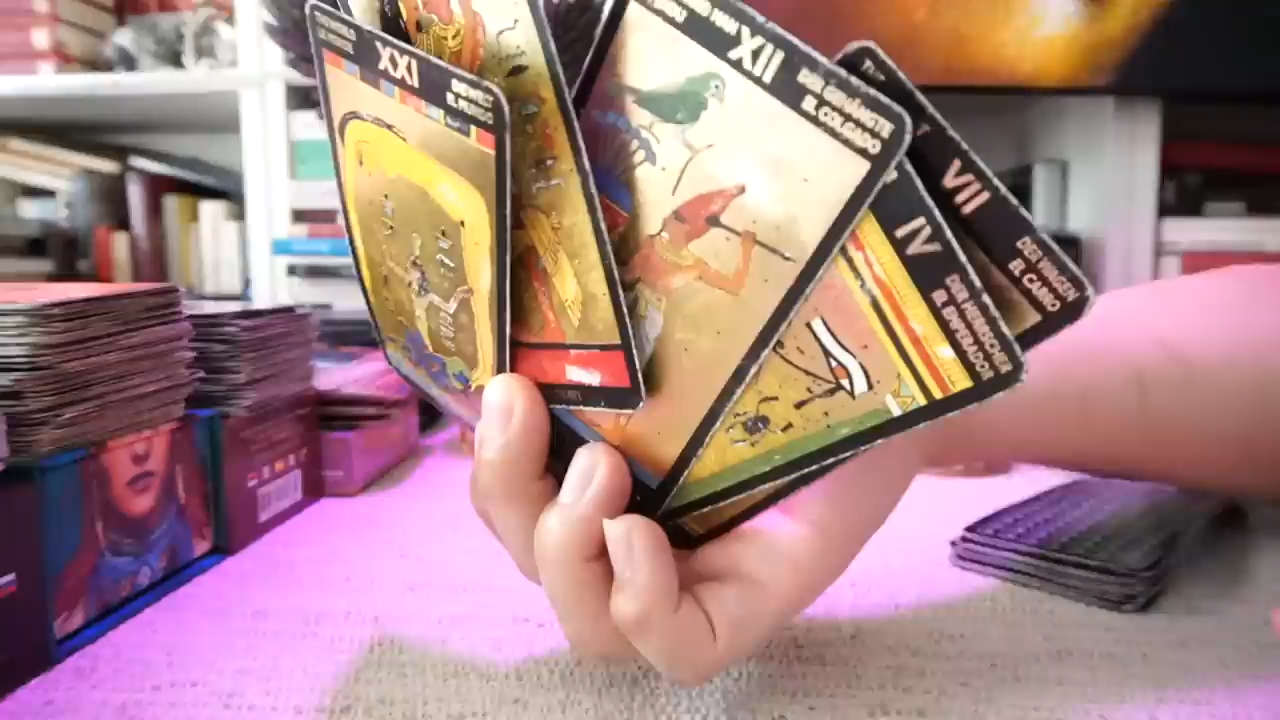 XXI
DIE WELT
EL MUNDO
XII
DER GEHÄNGTE
EL COLGADO
IV
DER HERRSCHER
EL EMPERADOR
VII
DER WAGEN
EL CARRO